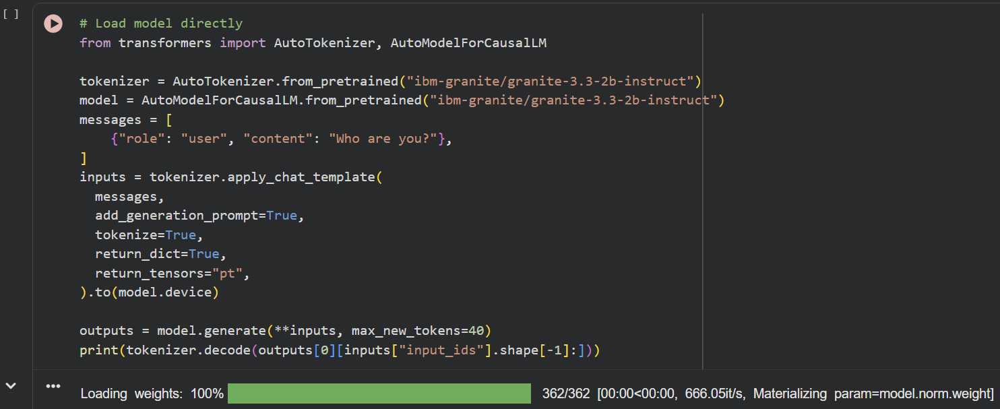 [ ]
# Load model directly
from transformers import AutoTokenizer, AutoModelForCausalLM
tokenizer = AutoTokenizer.from_pretrained("ibm-granite/granite-3.3-2b-instruct")
model = AutoModelForCausalLM.from_pretrained("ibm-granite/granite-3.3-2b-instruct")
messages = [
    {"role": "user", "content": "Who are you?"},
]
inputs = tokenizer.apply_chat_template(
  messages,
  add_generation_prompt=True,
  tokenize=True,
  return_dict=True,
  return_tensors="pt",
).to(model.device)
outputs = model.generate(**inputs, max_new_tokens=40)
print(tokenizer.decode(outputs[0][inputs["input_ids"].shape[-1]:]))
Loading weights: 100% 362/362 [00:00<00:00, 666.05it/s, Materializing param=model.norm.weight]